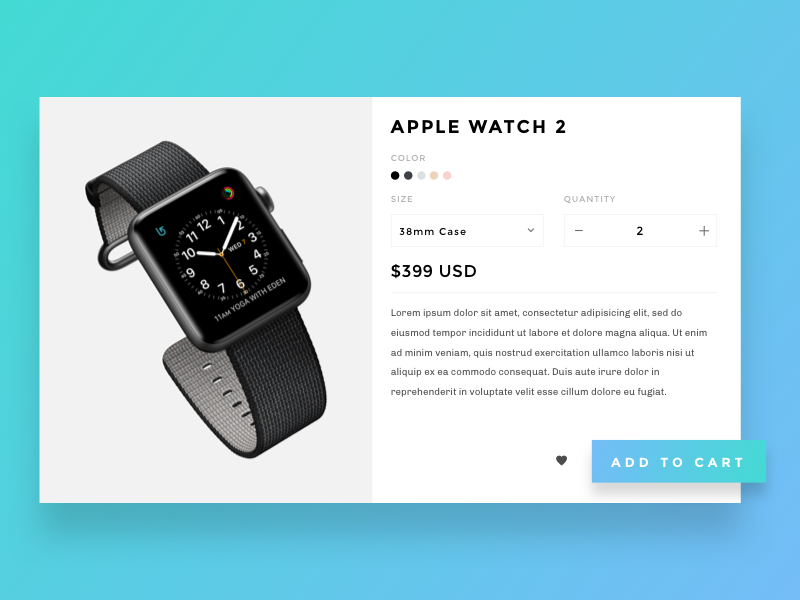 APPLE WATCH 2
COLOR
SIZE
QUANTITY
38mm Case
2
$399 USD
Lorem ipsum dolor sit amet, consectetur adipisicing elit, sed do
eiusmod tempor incididunt ut labore et dolore magna aliqua. Ut enim
ad minim veniam, quis nostrud exercitation ullamco laboris nisi ut
aliquip ex ea commodo consequat. Duis aute irure dolor in
reprehenderit in voluptate velit esse cillum dolore eu fugiat.
ADD TO CART
12
1
2
3
4
5
6
7
8
9
10
11
WED 7
11AM YOGA WITH EDEN